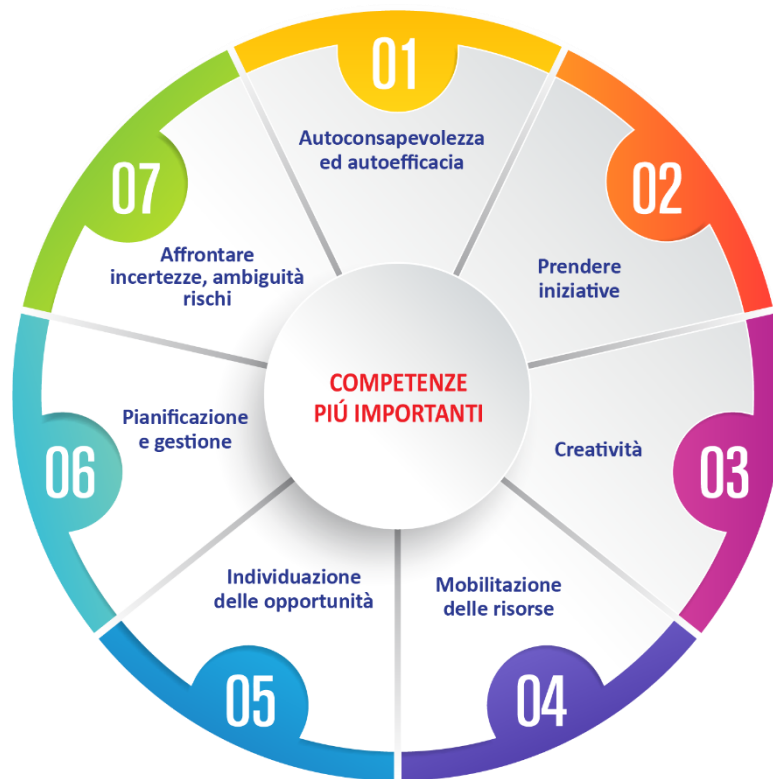 01
Autoconsapevolezza
ed autoefficacia
02
Prendere
iniziative
03
Creatività
04
Mobilitazione
delle risorse
05
Individuazione
delle opportunità
06
Pianificazione
e gestione
07
Affrontare
incertezze, ambiguità
rischi
COMPETENZE
PIÚ IMPORTANTI